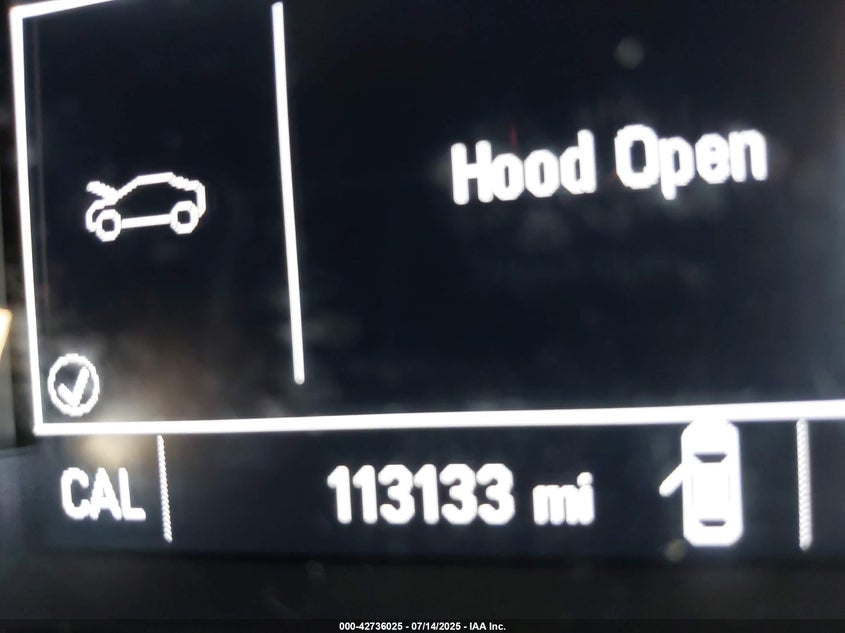 Hood Open
CAL
113133 mi
000-42736025 - 07/14/2025 - IAA Inc.